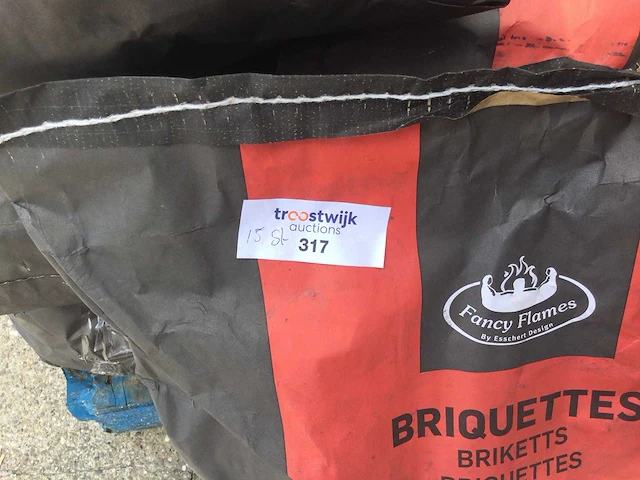 troostwijk
auctions
15 St
317
Fancy Flames
By Esschert Design
BRIQUETTES
BRIKETTS
BRIQUETTES